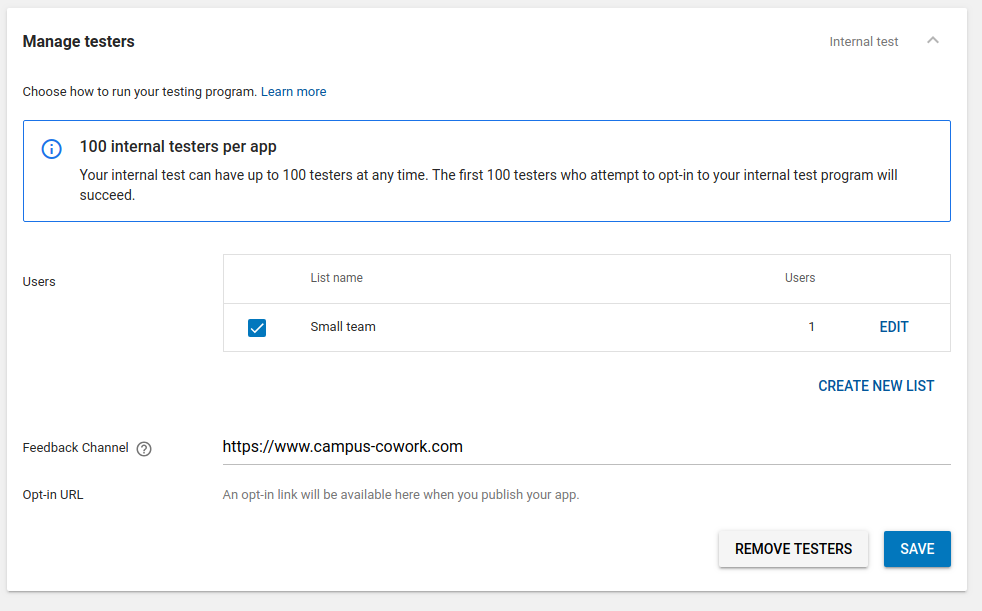 Manage testers
Internal test
Choose how to run your testing program. Learn more
100 internal testers per app
Your internal test can have up to 100 testers at any time. The first 100 testers who attempt to opt-in to your internal test program will
succeed.
Users
List name
Users
Small team
1
EDIT
CREATE NEW LIST
Feedback Channel
https://www.campus-cowork.com
Opt-in URL
An opt-in link will be available here when you publish your app.
REMOVE TESTERS
SAVE